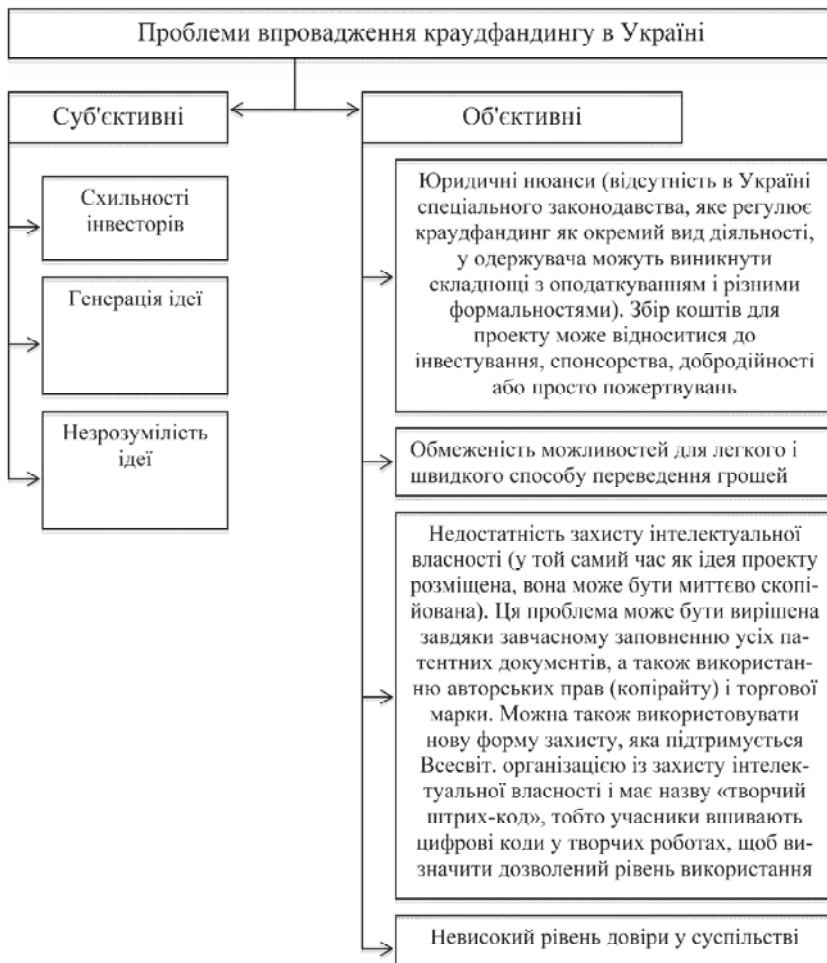 Проблеми впровадження краудфандингу в Україні
Суб'єктивні
Схильності
інвесторів
Генерація ідеї
Незрозумілість
ідеї
Об'єктивні
Юридичні нюанси (відсутність в Україні
спеціального законодавства, яке регулює
краудфандинг як окремий вид діяльності,
у одержувача можуть виникнути
складнощі з оподаткуванням і різними
формальностями). Збір коштів для
проекту може відноситися до
інвестування, спонсорства, добродійності
або просто пожертвувань
Обмеженість можливостей для легкого і
швидкого способу переведення грошей
Недостатність захисту інтелектуальної
власності (у той самий час як ідея проекту
розміщена, вона може бути миттєво скопі-
йована). Ця проблема може бути вирішена
завдяки завчасному заповненню усіх па-
тентних документів, а також використан-
ню авторських прав (копірайту) і торгової
марки. Можна також використовувати
нову форму захисту, яка підтримується
Всесвіт. організацією із захисту інтелек-
туальної власності і має назву «творчий
штрих-код», тобто учасники вшивають
цифрові коди у творчих роботах, щоб ви-
значити дозволений рівень використання
Невисокий рівень довіри у суспільстві